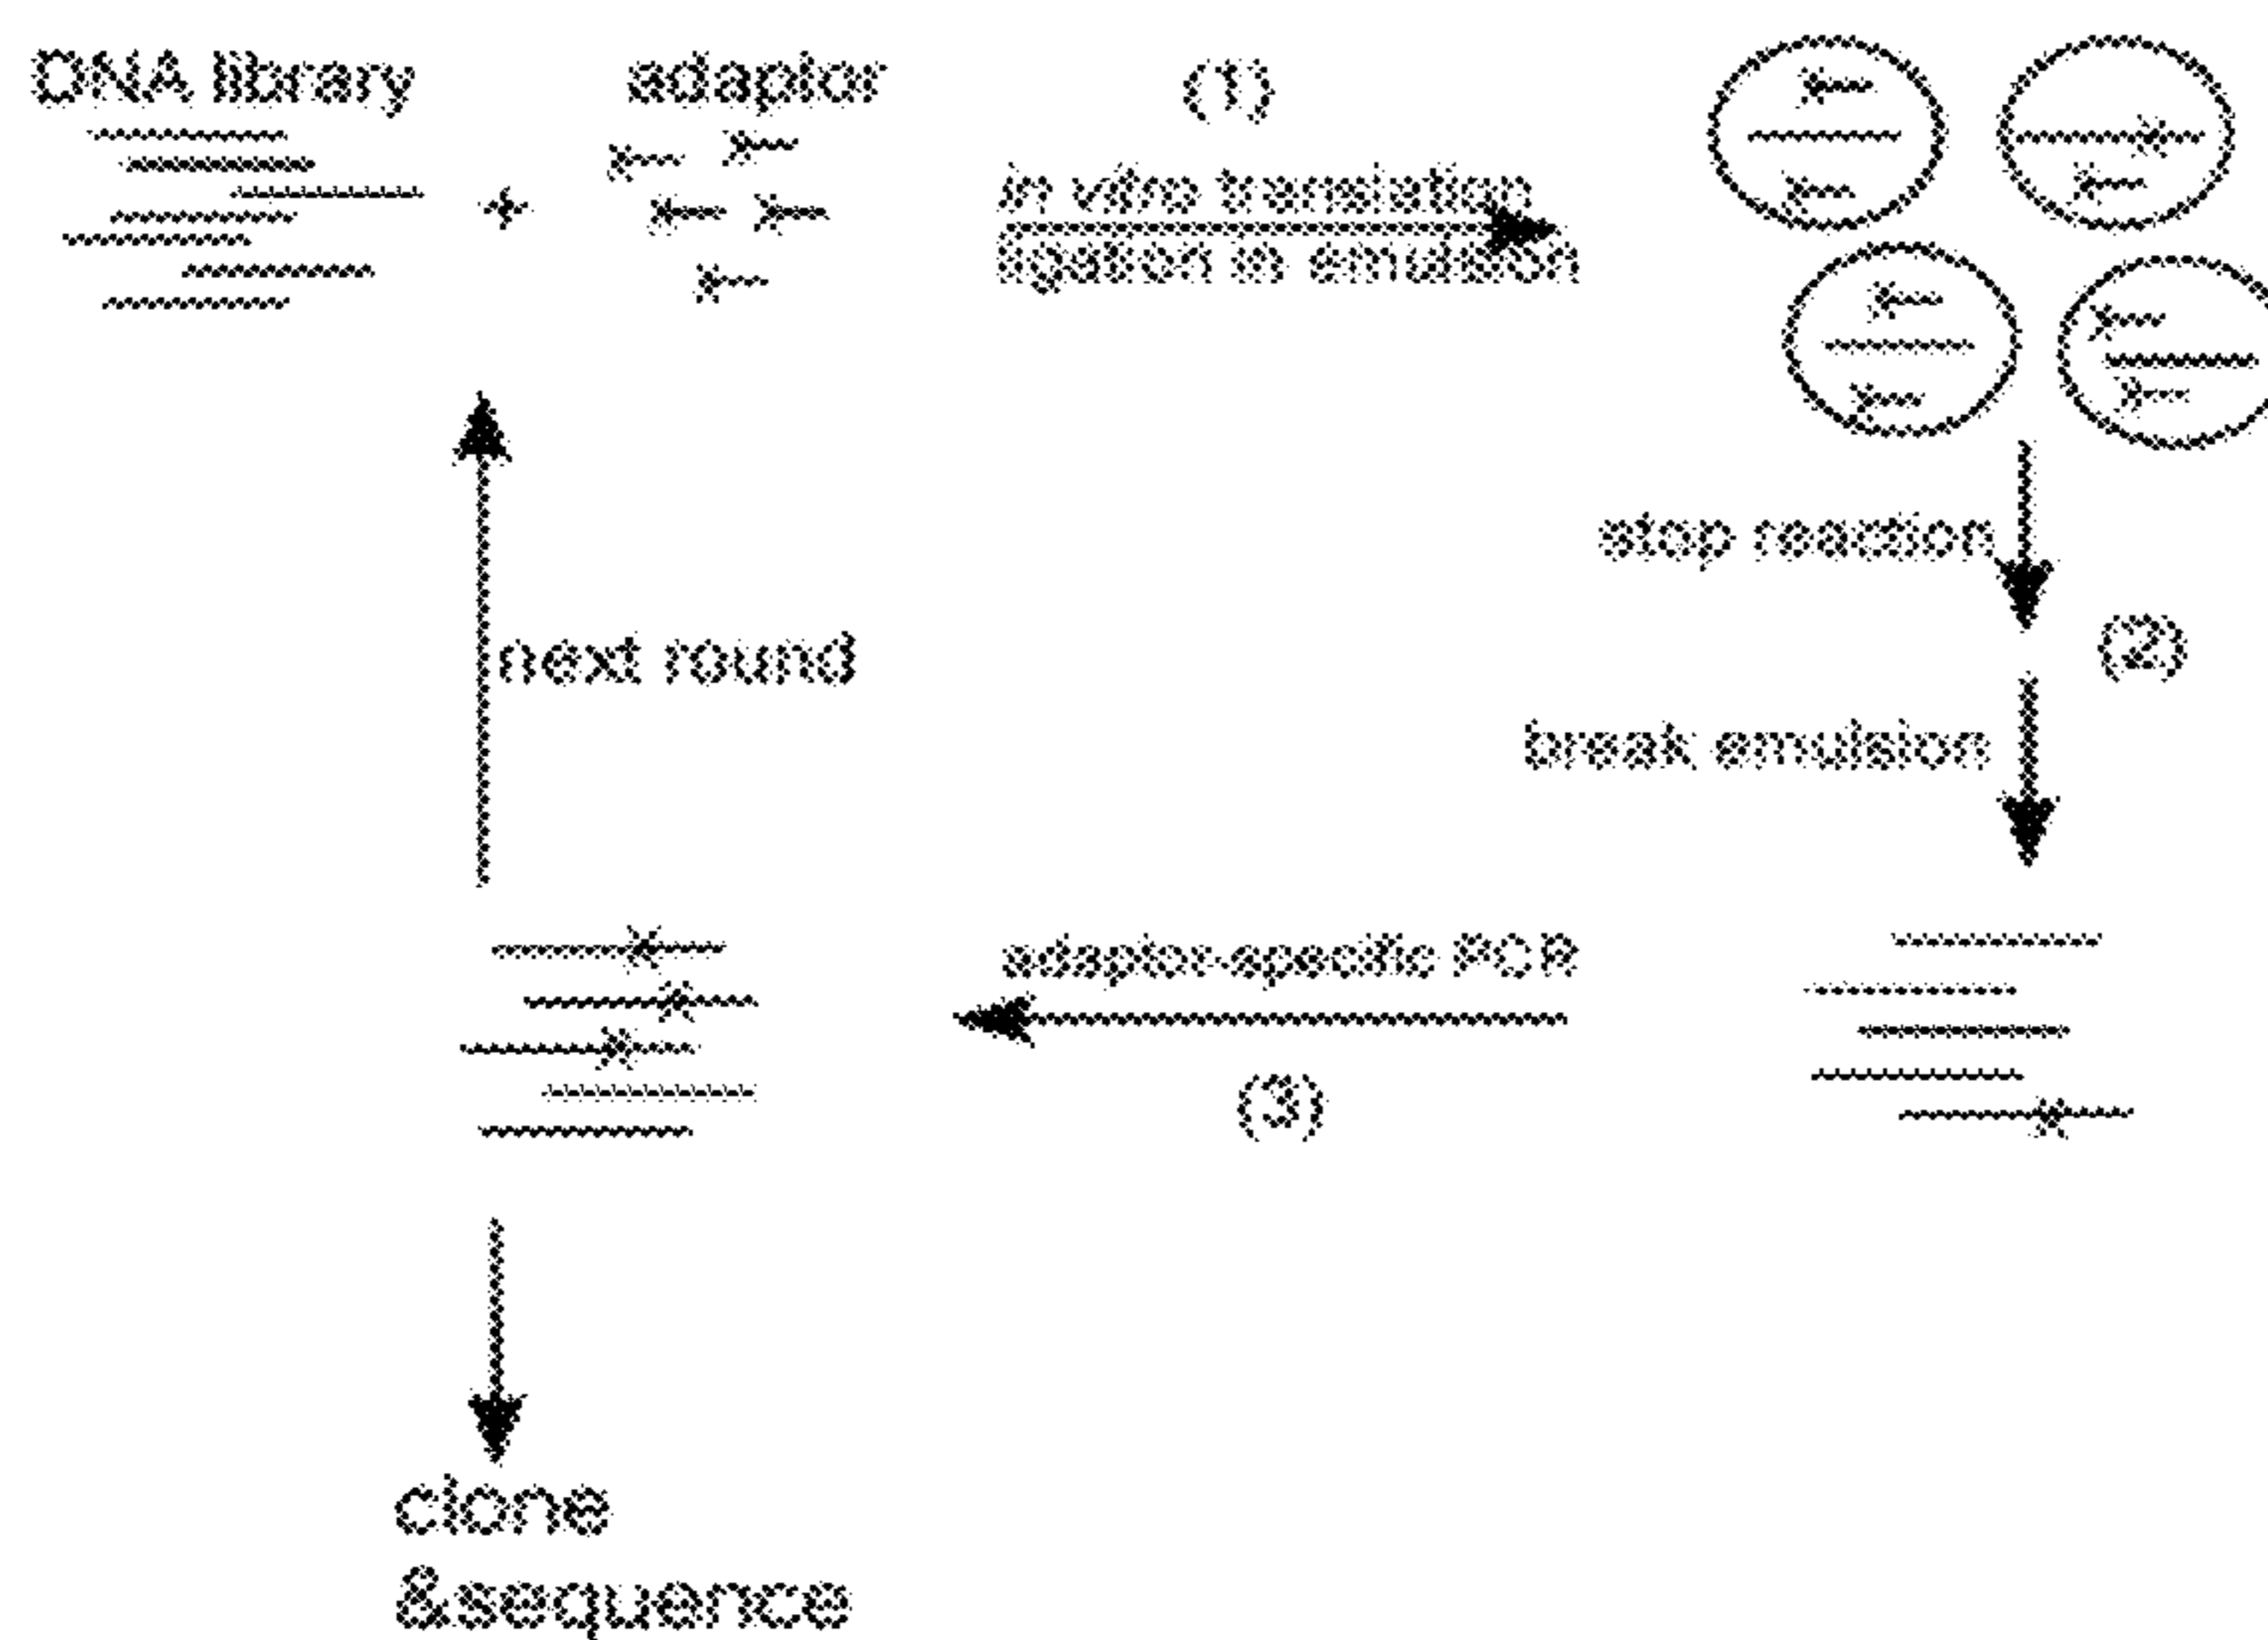 DNA library
adaptor
(1)
in vitro translation
ligation in emulsion
stop reaction
(2)
next round
break emulsion
adaptor-specific PCR
(3)
clone
&sequence